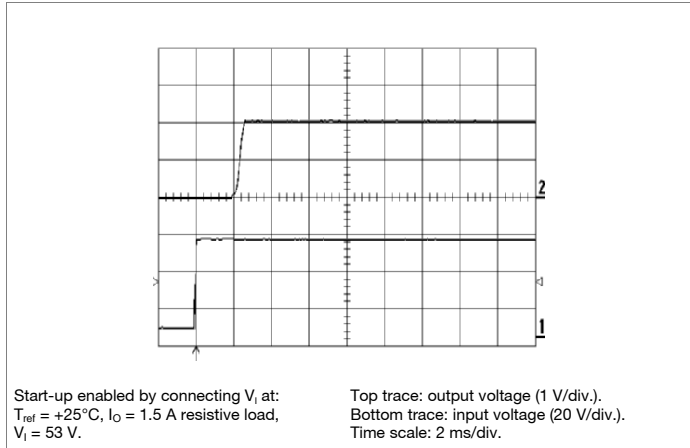 2
1
Start-up enabled by connecting VI at:
Tref = +25°C, IO = 1.5 A resistive load,
VI = 53 V.
Top trace: output voltage (1 V/div.).
Bottom trace: input voltage (20 V/div.).
Time scale: 2 ms/div.